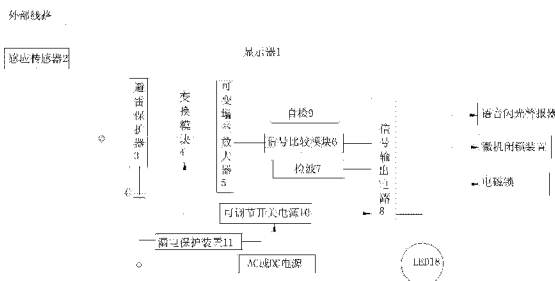 外部线路
感应传感器2
显示器1
避雷保护器3
变换模块4
可变增益放大器5
自检9
信号比较模块6
检波7
信号输出电路8
语音闪光警报器
微机闭锁装置
电磁锁
可调节开关电源10
漏电保护装置11
AC或DC电源
LED18